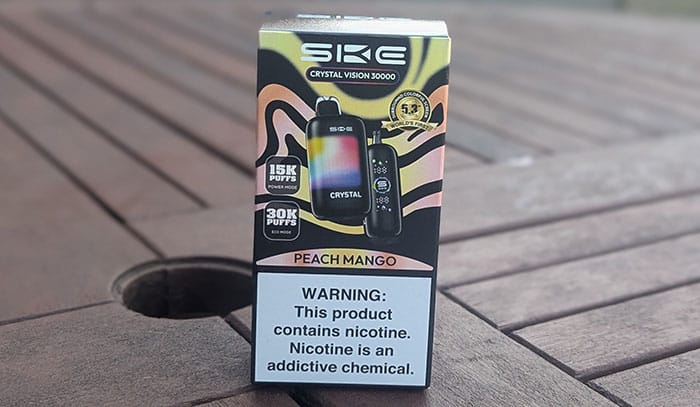 SKE
CRYSTAL VISION 30000
5.3"
WORLD'S FIRST
SKE
15K
PUFFS
POWER MODE
CRYSTAL
30K
PUFFS
ECO MODE
PEACH MANGO
WARNING:
This product
contains nicotine.
Nicotine is an
addictive chemical.